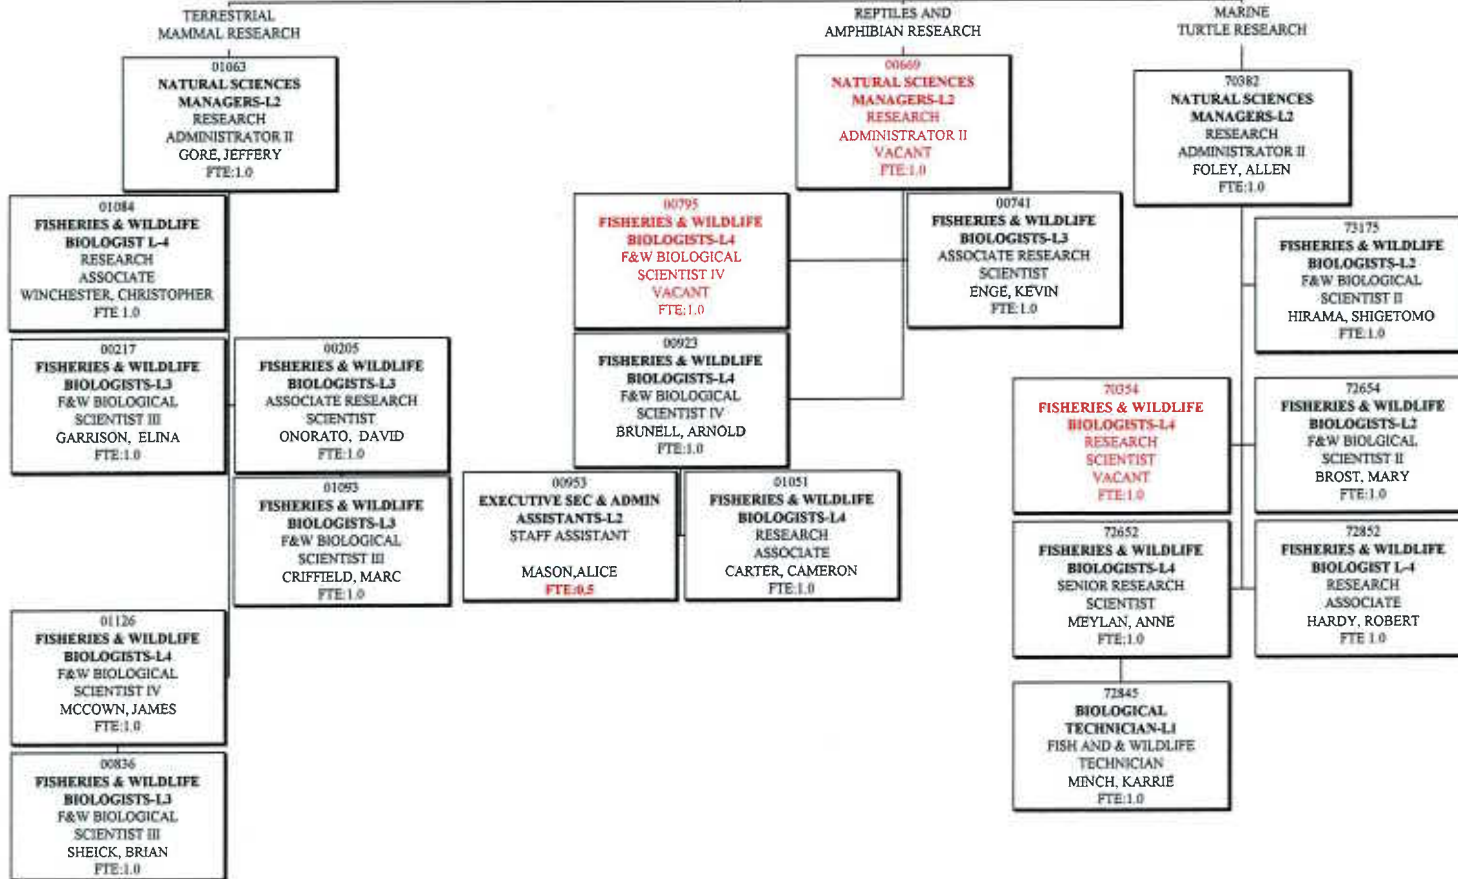 TERRESTRIAL
MAMMAL RESEARCH
01063
NATURAL SCIENCES
MANAGERS-L2
RESEARCH
ADMINISTRATOR II
GORE, JEFFERY
FTE:1.0
01084
FISHERIES & WILDLIFE
BIOLOGIST L-4
RESEARCH
ASSOCIATE
WINCHESTER, CHRISTOPHER
FTE 1.0
00217
FISHERIES & WILDLIFE
BIOLOGISTS-L3
F&W BIOLOGICAL
SCIENTIST III
GARRISON, ELINA
FTE:1.0
00205
FISHERIES & WILDLIFE
BIOLOGISTS-L3
ASSOCIATE RESEARCH
SCIENTIST
ONORATO, DAVID
FTE:1.0
01093
FISHERIES & WILDLIFE
BIOLOGISTS-L3
F&W BIOLOGICAL
SCIENTIST III
CRIFFIELD, MARC
FTE:1.0
01126
FISHERIES & WILDLIFE
BIOLOGISTS-L4
F&W BIOLOGICAL
SCIENTIST IV
MCCOWN, JAMES
FTE:1.0
00836
FISHERIES & WILDLIFE
BIOLOGISTS-L3
F&W BIOLOGICAL
SCIENTIST III
SHEICK, BRIAN
FTE:1.0
REPTILES AND
AMPHIBIAN RESEARCH
00669
NATURAL SCIENCES
MANAGERS-L2
RESEARCH
ADMINISTRATOR II
VACANT
FTE:1.0
00795
FISHERIES & WILDLIFE
BIOLOGISTS-L4
F&W BIOLOGICAL
SCIENTIST IV
VACANT
FTE:1.0
00741
FISHERIES & WILDLIFE
BIOLOGISTS-L3
ASSOCIATE RESEARCH
SCIENTIST
ENGE, KEVIN
FTE:1.0
00923
FISHERIES & WILDLIFE
BIOLOGISTS-L4
F&W BIOLOGICAL
SCIENTIST IV
BRUNELL, ARNOLD
FTE:1.0
00953
EXECUTIVE SEC & ADMIN
ASSISTANTS-L2
STAFF ASSISTANT
MASON,ALICE
FTE:0.5
01051
FISHERIES & WILDLIFE
BIOLOGISTS-L4
RESEARCH
ASSOCIATE
CARTER, CAMERON
FTE:1.0
MARINE
TURTLE RESEARCH
70382
NATURAL SCIENCES
MANAGERS-L2
RESEARCH
ADMINISTRATOR II
FOLEY, ALLEN
FTE:1.0
73175
FISHERIES & WILDLIFE
BIOLOGISTS-L2
F&W BIOLOGICAL
SCIENTIST II
HIRAMA, SHIGETOMO
FTE:1.0
70354
FISHERIES & WILDLIFE
BIOLOGISTS-L4
RESEARCH
SCIENTIST
VACANT
FTE:1.0
72654
FISHERIES & WILDLIFE
BIOLOGISTS-L2
F&W BIOLGICAL
SCIENTIST II
BROST, MARY
FTE:1.0
72652
FISHERIES & WILDLIFE
BIOLOGISTS-L4
SENIOR RESEARCH
SCIENTIST
MEYLAN, ANNE
FTE:1.0
72852
FISHERIES & WILDLIFE
BIOLOGIST L-4
RESEARCH
ASSOCIATE
HARDY, ROBERT
FTE 1.0
72845
BIOLOGICAL
TECHNICIAN-L1
FISH AND & WILDLIFE
TECHNICIAN
MINCH, KARRIE
FTE:1.0